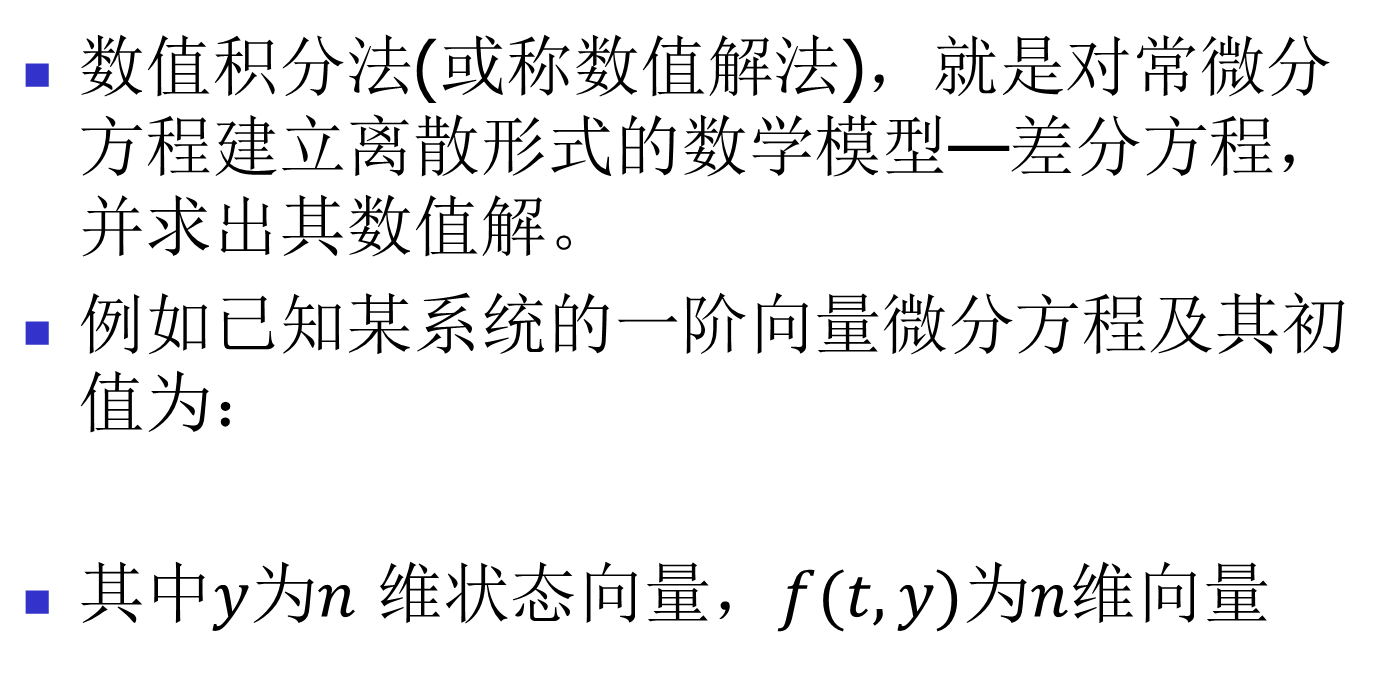 数值积分法(或称数值解法)，就是对常微分
方程建立离散形式的数学模型—差分方程，
并求出其数值解。
例如已知某系统的一阶向量微分方程及其初
值为：
其中y为n 维状态向量，f(t,y)为n维向量